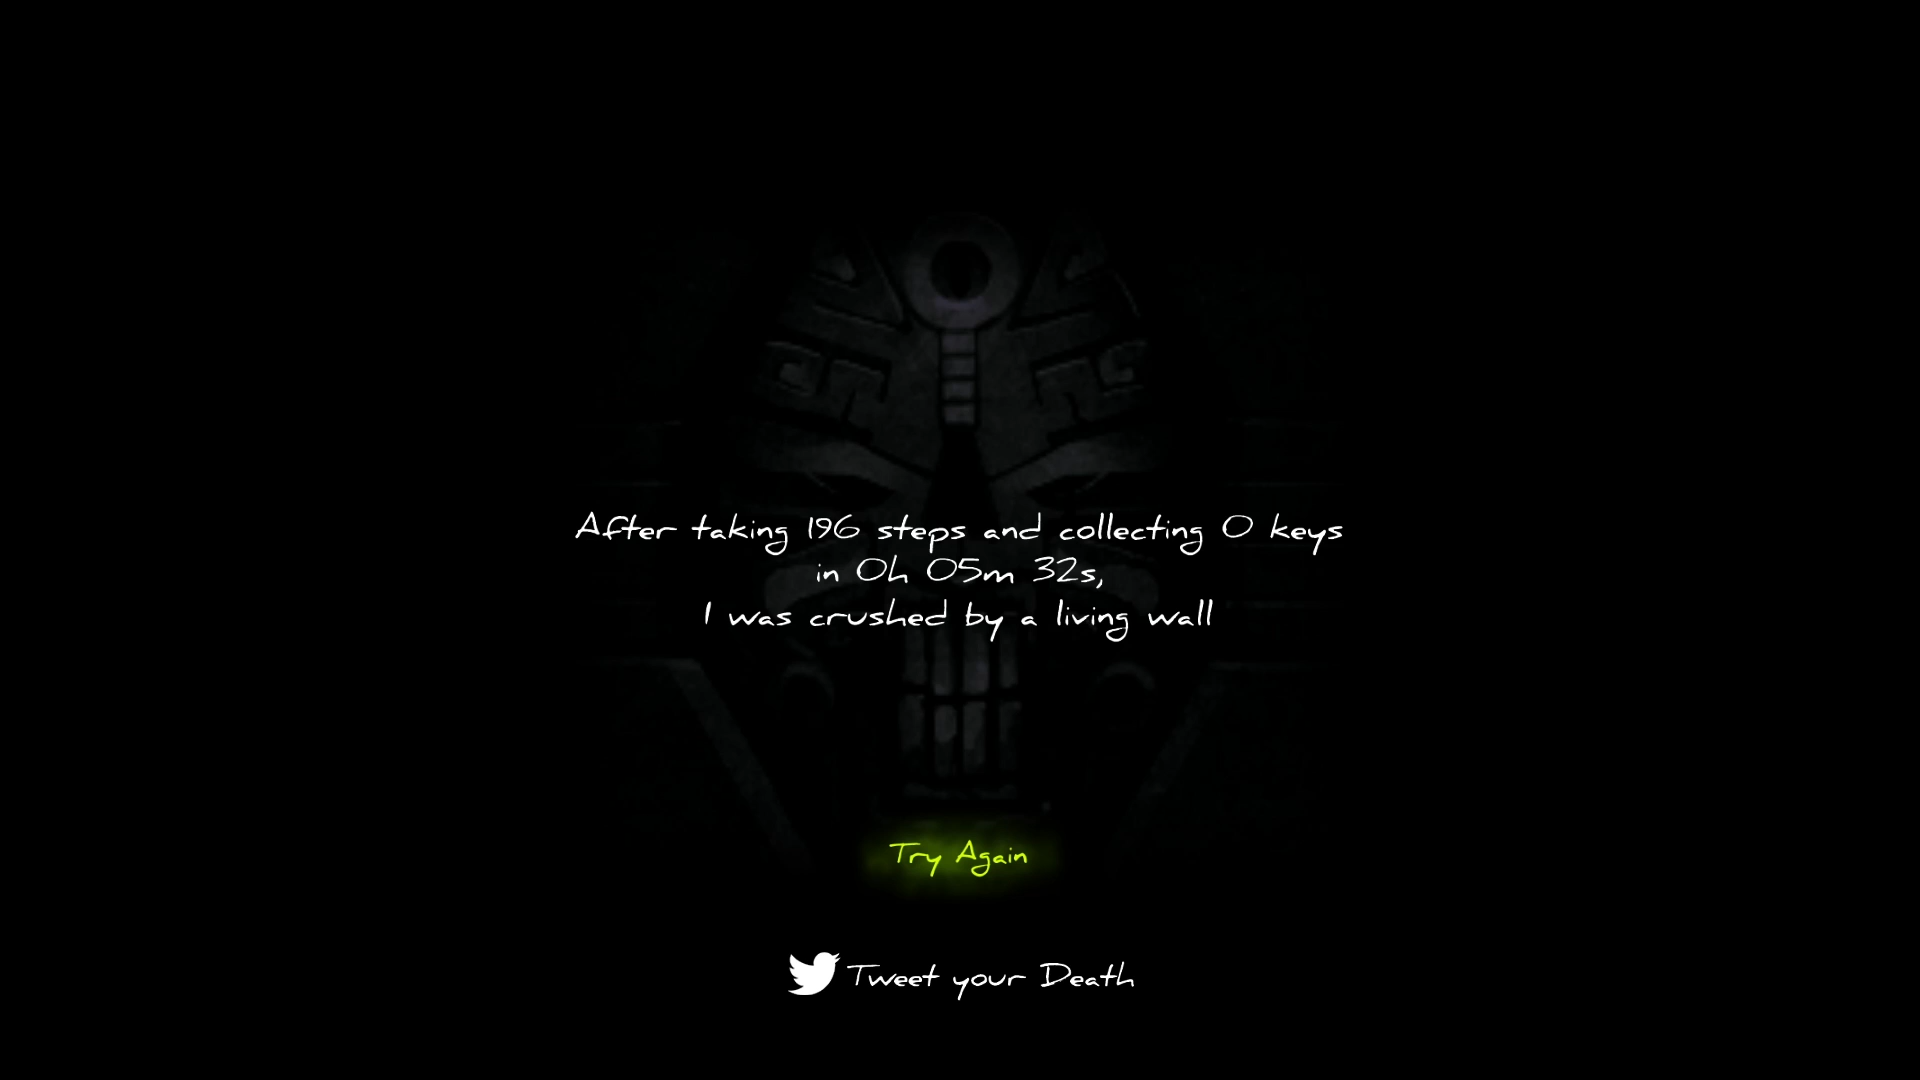 After taking 196 steps and collecting 0 keys
in 0h 05m 32s,
I was crushed by a living wall
Try Again
Tweet your Death